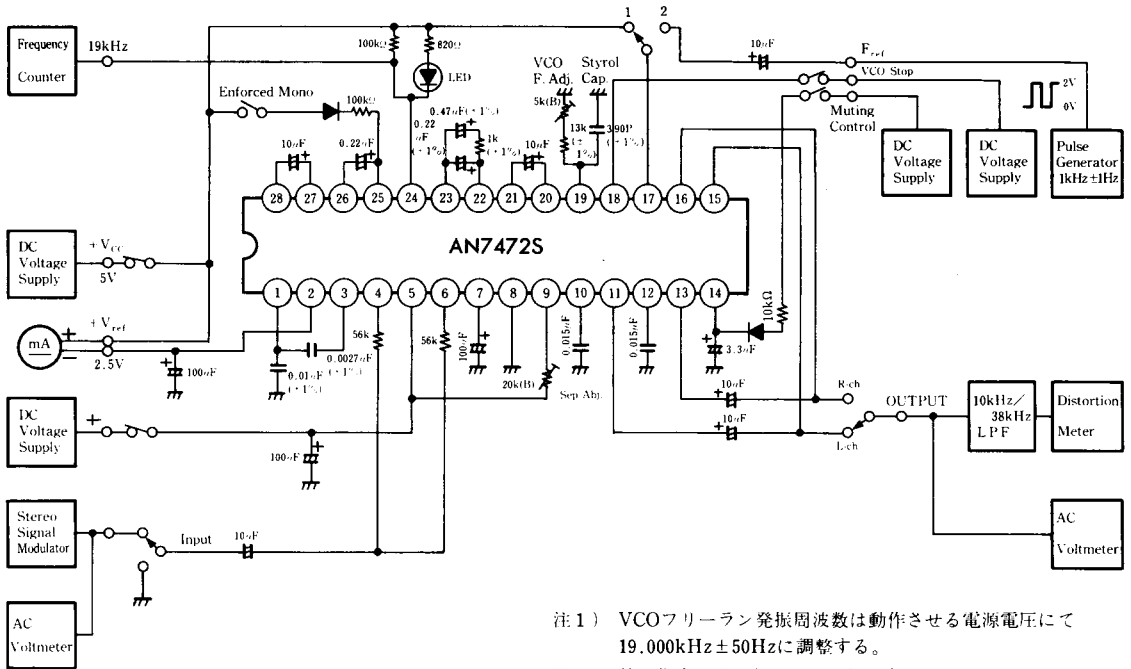 Frequency
Counter
19kHz
100kΩ
820Ω
LED
Enforced Mono
100kΩ
VCO
F. Adj.
Styrol
Cap.
5k(B)
13k
(±
1%)
390P
(±1%)
0.47μF(±1%)
0.22
μF
(±1%)
1k
(±1%)
10μF
0.22μF
10μF
1
2
10μF
Fref
VCO Stop
Muting
Control
2V
0V
DC
Voltage
Supply
DC
Voltage
Supply
Pulse
Generator
1kHz±1Hz
28
27
26
25
24
23
22
21
20
19
18
17
16
15
AN7472S
1
2
3
4
5
6
7
8
9
10
11
12
13
14
DC
Voltage
Supply
+VCC
5V
mA
+Vref
2.5V
100μF
0.0027μF
(±1%)
0.01μF
(±1%)
56k
56k
100μF
20k(B)
Sep Abj.
0.015μF
0.015μF
3.3μF
10kΩ
DC
Voltage
Supply
100μF
10μF
10μF
R-ch
L-ch
OUTPUT
10kHz/
38kHz
LPF
Distortion
Meter
AC
Voltmeter
Stereo
Signal
Modulator
Input
10μF
AC
Voltmeter
注1) VCOフリーラン発振周波数は動作させる電源電圧にて
19.000kHz±50Hzに調整する。